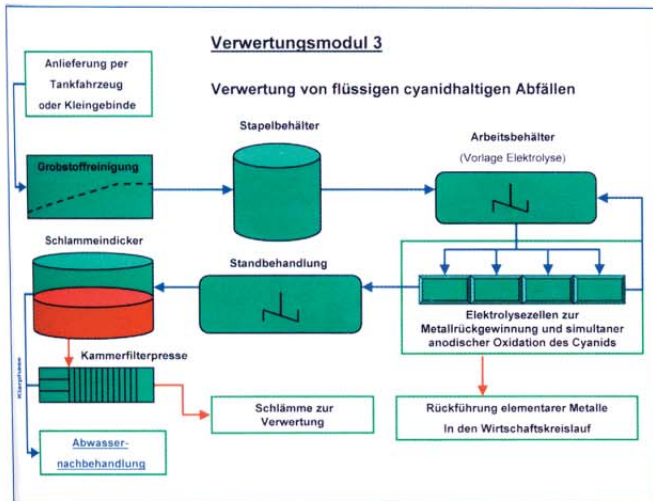 Verwertungsmodul 3
Anlieferung per
Tankfahrzeug
oder Kleingebinde
Verwertung von flüssigen cyanidhaltigen Abfällen
Stapelbehälter
Arbeitsbehälter
(Vorlage Elektrolyse)
Grobstoffreinigung
Schlammeindicker
Standbehandlung
Elektrolysezellen zur
Metallrückgewinnung und simultaner
anodischer Oxidation des Cyanids
Kammerfilterpresse
Klarphase
Schlämme zur
Verwertung
Rückführung elementarer Metalle
In den Wirtschaftskreislauf
Abwasser-
nachbehandlung